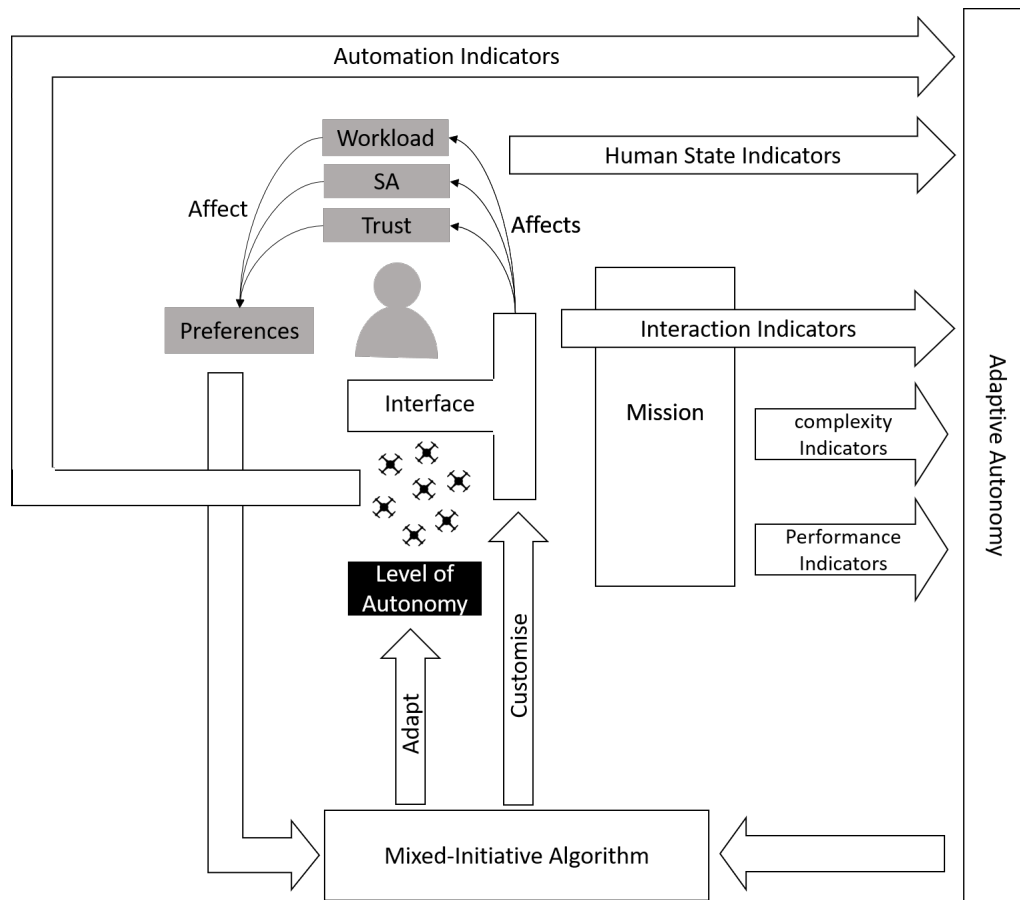 Automation Indicators
Workload
Human State Indicators
SA
Affect
Trust
Affects
Preferences
Interaction Indicators
Interface
Mission
complexity
Indicators
Adaptive Autonomy
Performance
Indicators
Level of
Autonomy
Customise
Adapt
Mixed-Initiative Algorithm